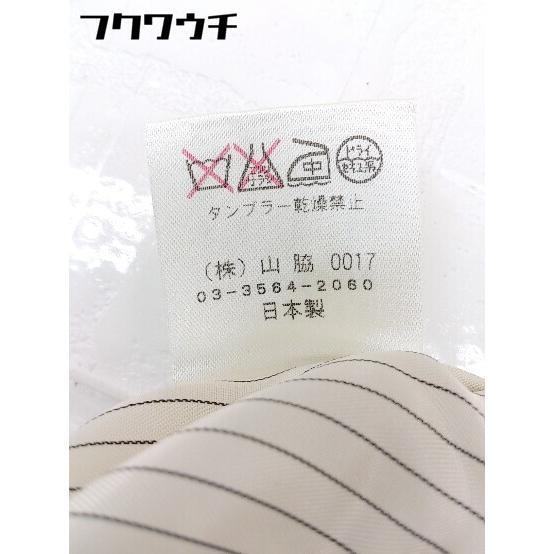 フクワウチ
中
ドライ
セキユ系
タンブラー乾燥禁止
(株)山脇 0017
03-3564-2060
日本製